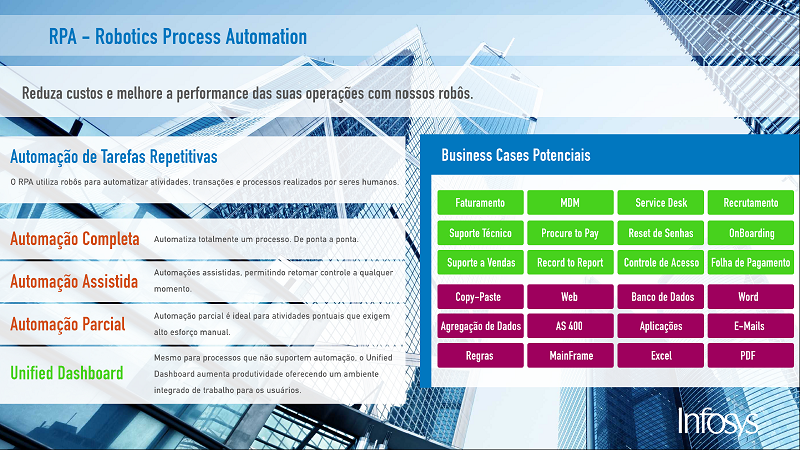 RPA - Robotics Process Automation
Reduza custos e melhore a performance das suas operações com nossos robôs.
Automação de Tarefas Repetitivas
O RPA utiliza robôs para automatizar atividades, transações e processos realizados por seres humanos.
Automação Completa
Automatiza totalmente um processo. De ponta a ponta.
Automação Assistida
Automações assistidas, permitindo retomar controle a qualquer
momento.
Automação Parcial
Automação parcial é ideal para atividades pontuais que exigem
alto esforço manual.
Unified Dashboard
Mesmo para processos que não suportem automação, o Unified
Dashboard aumenta produtividade oferecendo um ambiente
integrado de trabalho para os usuários.
Business Cases Potenciais
Faturamento MDM Service Desk Recrutamento
Suporte Técnico Procure to Pay Reset de Senhas OnBoarding
Suporte a Vendas Record to Report Controle de Acesso Folha de Pagamento
Copy-Paste Web Banco de Dados Word
Agregação de Dados AS 400 Aplicações E-Mails
Regras MainFrame Excel PDF
Infosys